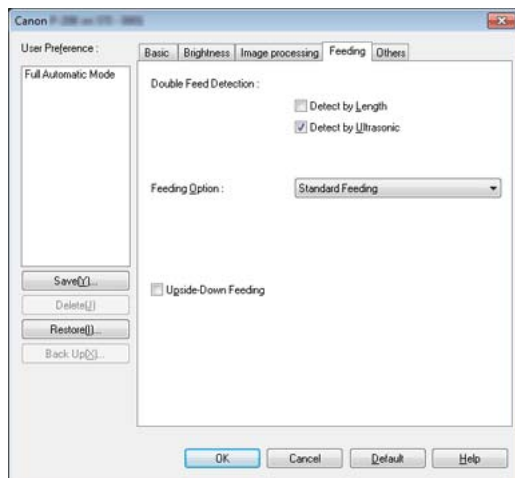 Canon
User Preference :
Full Automatic Mode
Save(Y)...
Delete(J)
Restore(I)...
Back Up(X)...
Basic Brightness Image processing Feeding Others
Double Feed Detection :
Detect by Length
Detect by Ultrasonic
Feeding Option : Standard Feeding
Upside-Down Feeding
OK Cancel Default Help